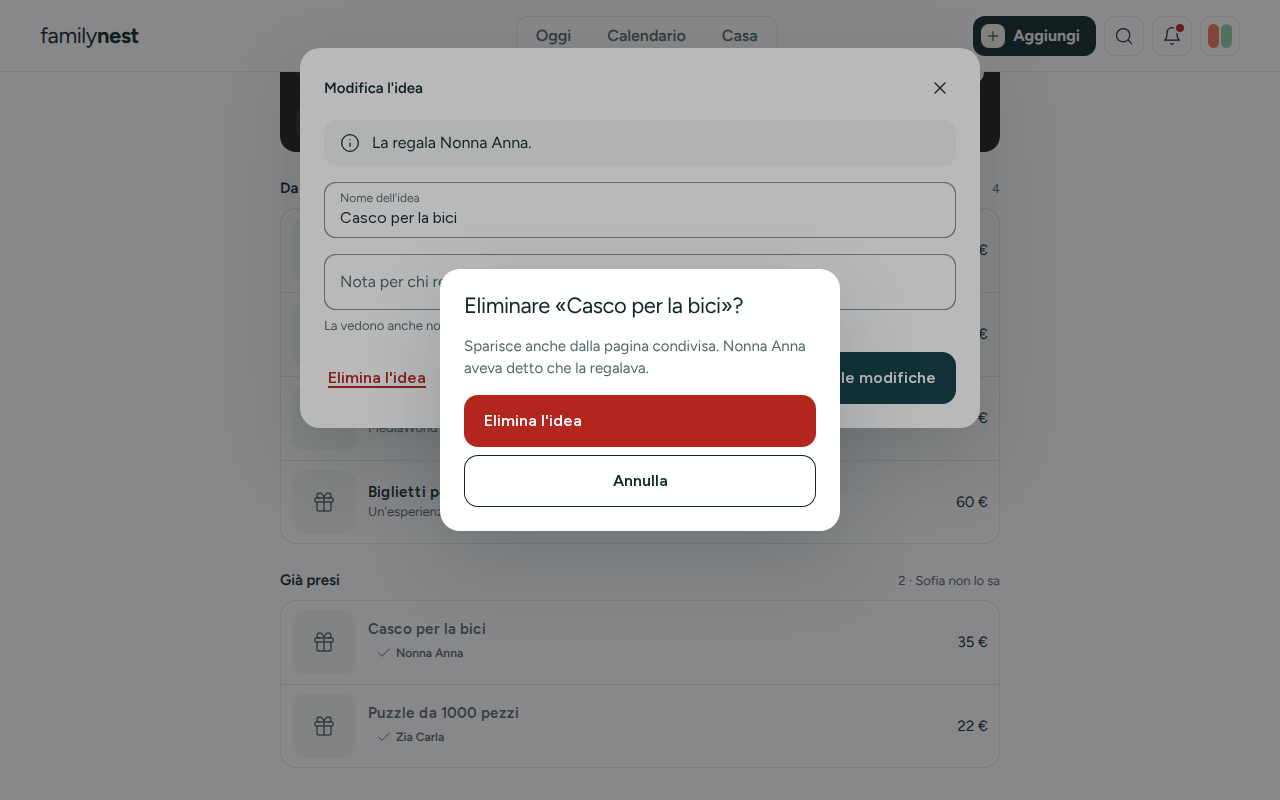 familynest
Oggi
Calendario
Casa
Aggiungi
Modifica l'idea
La regala Nonna Anna.
Da
4
Nome dell'idea
Casco per la bici
€
Nota per chi re
La vedono anche no
€
Elimina l'idea
le modifiche
Eliminare «Casco per la bici»?
Sparisce anche dalla pagina condivisa. Nonna Anna
aveva detto che la regalava.
Elimina l'idea
Annulla
MediaWorld
€
Biglietti p
Un'esperienz
60 €
Già presi
2 · Sofia non lo sa
Casco per la bici
Nonna Anna
35 €
Puzzle da 1000 pezzi
Zia Carla
22 €